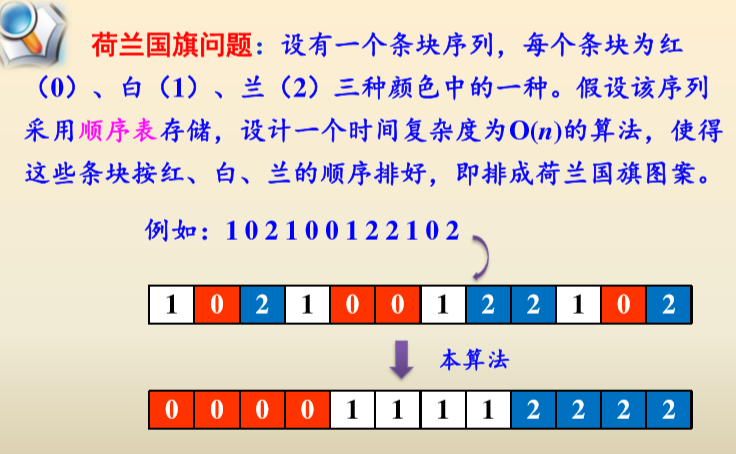 荷兰国旗问题：设有一个条块序列，每个条块为红
（0）、白（1）、兰（2）三种颜色中的一种。假设该序列
采用顺序表存储，设计一个时间复杂度为O(n)的算法，使得
这些条块按红、白、兰的顺序排好，即排成荷兰国旗图案。
例如：1 0 2 1 0 0 1 2 2 1 0 2
1 0 2 1 0 0 1 2 2 1 0 2
本算法
0 0 0 0 1 1 1 1 2 2 2 2